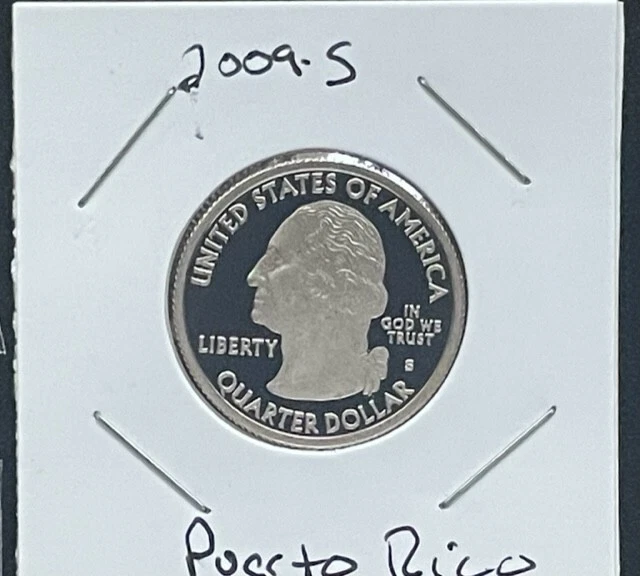 2009-S
UNITED STATES OF AMERICA
IN
GOD WE
TRUST
LIBERTY
S
QUARTER DOLLAR
Puerto Rico